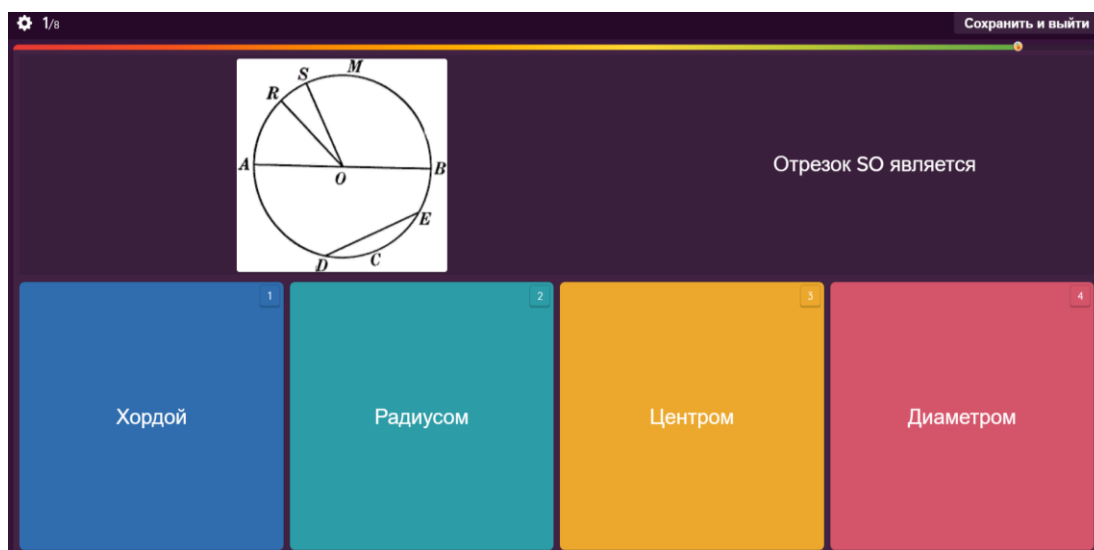 1/8
Сохранить и выйти
S M
R
A O B
E
D C
Отрезок SO является
1
Хордой
2
Радиусом
3
Центром
4
Диаметром